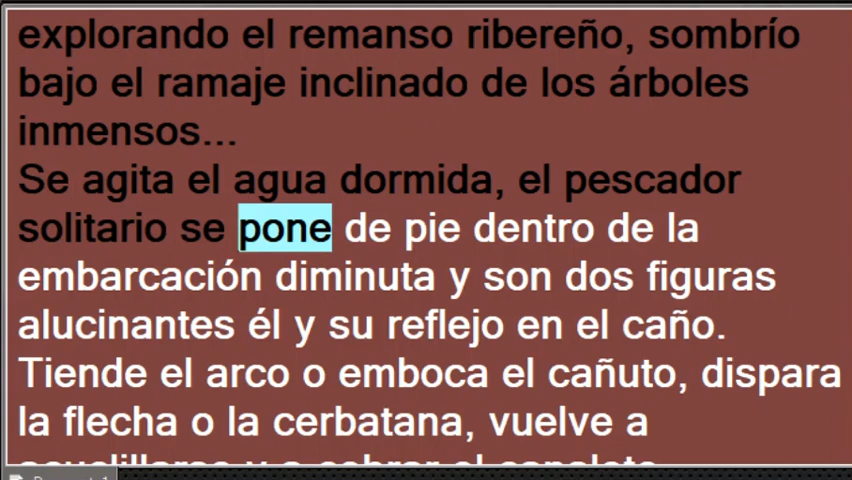 explorando el remanso ribereño, sombrío
bajo el ramaje inclinado de los árboles
inmensos...
Se agita el agua dormida, el pescador
solitario se pone de pie dentro de la
embarcación diminuta y son dos figuras
alucinantes él y su reflejo en el caño.
Tiende el arco o emboca el cañuto, dispara
la flecha o la cerbatana, vuelve a